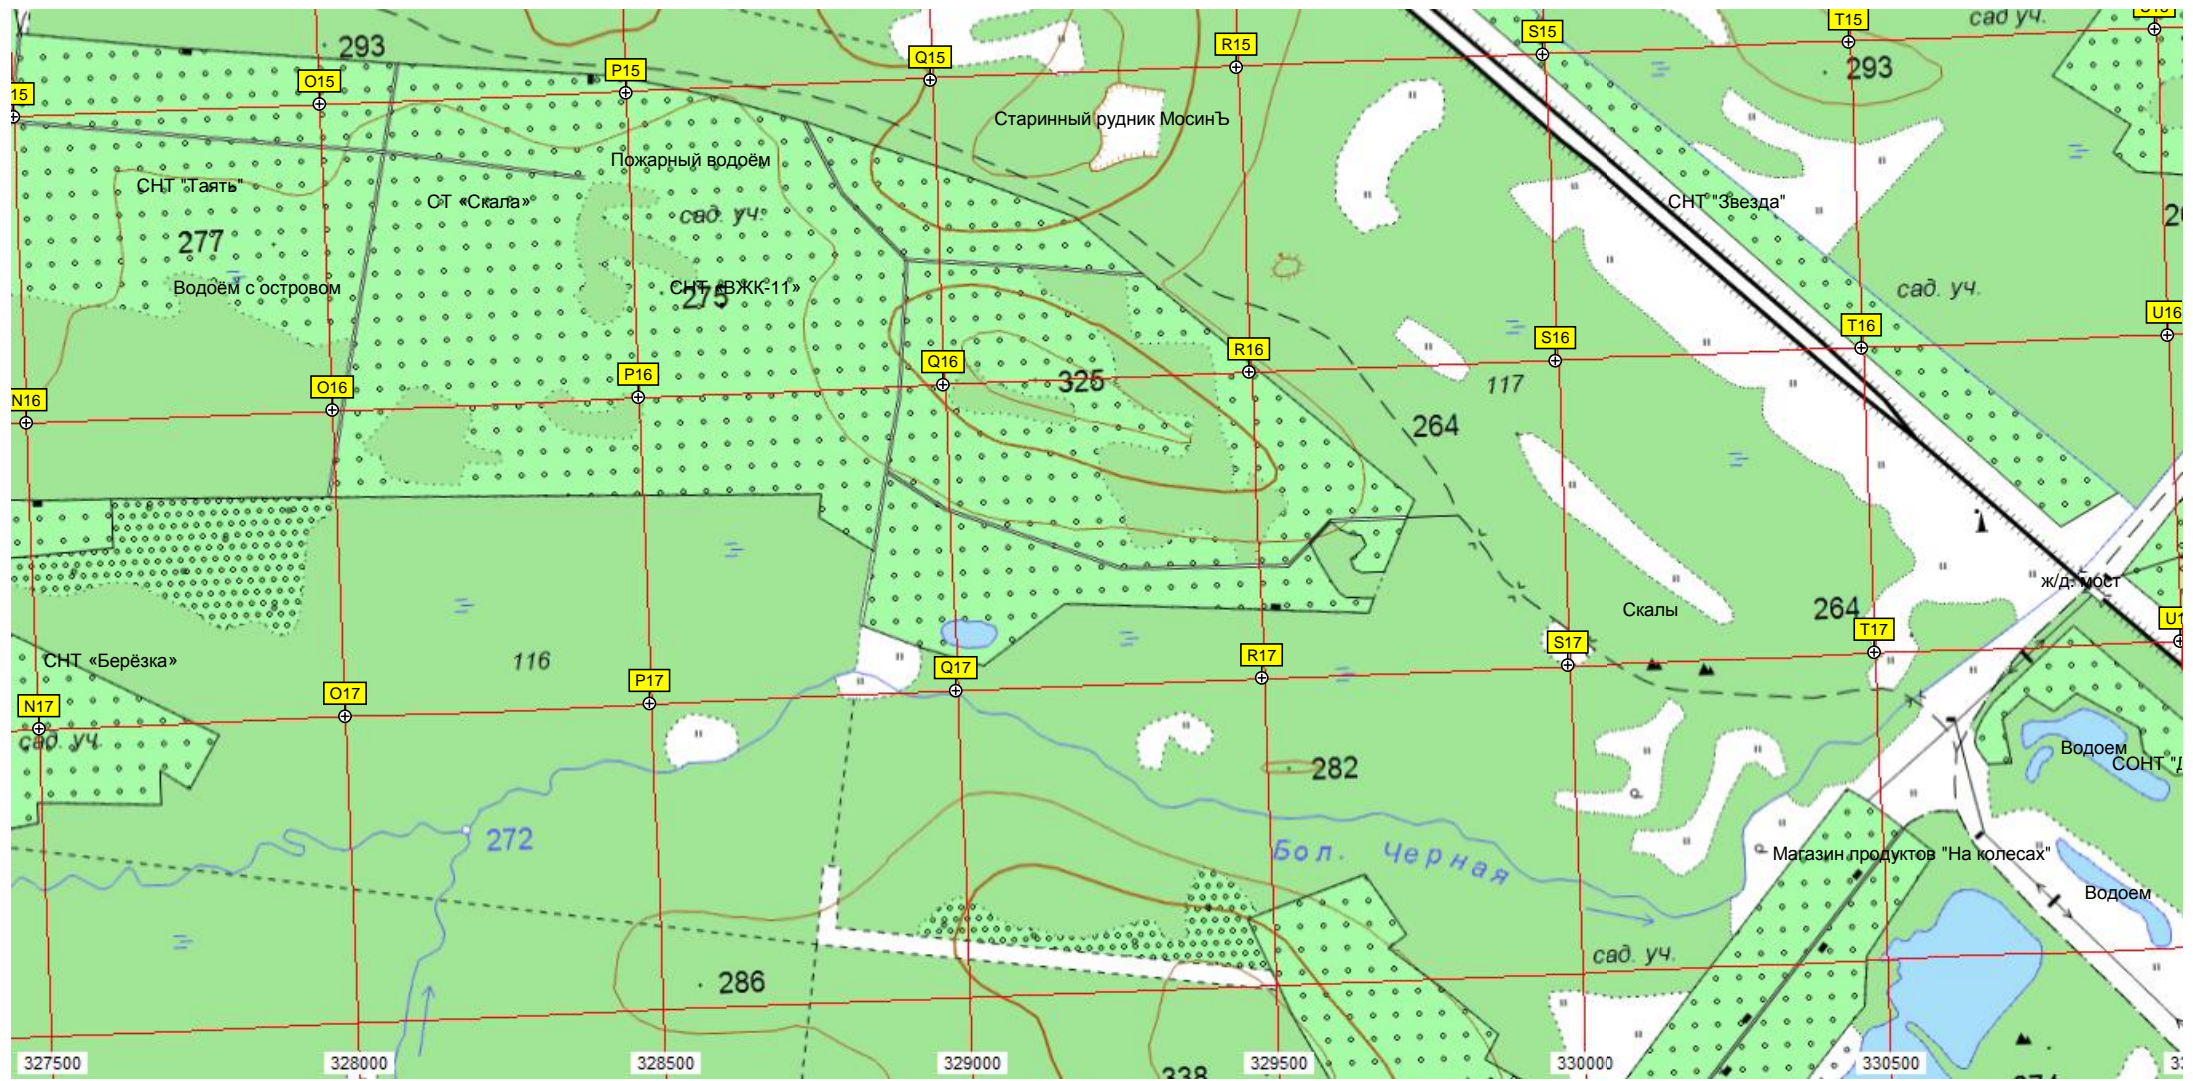 T15
сад уч.
S15
R15
293
Q15
P15
293
O15
15
Старинный рудник МосинЪ
Пожарный водоём
СНТ "Таять"
СТ «Скала»
СНТ "Звезда"
сад. уч.
277
Водоём с островом
СНТ «ВЖК-11»
275
сад. уч.
U16
T16
S16
R16
Q16
P16
325
117
O16
N16
264
ж/д. мост
Скалы
264
T17
S17
R17
СНТ «Берёзка»
116
Q17
P17
O17
N17
сад. уч.
Водоем
СОНТ "Д
282
272
Бол. Черная
Магазин продуктов "На колесах"
Водоем
сад. уч.
286
327500
328000
328500
329000
329500
330000
330500
338